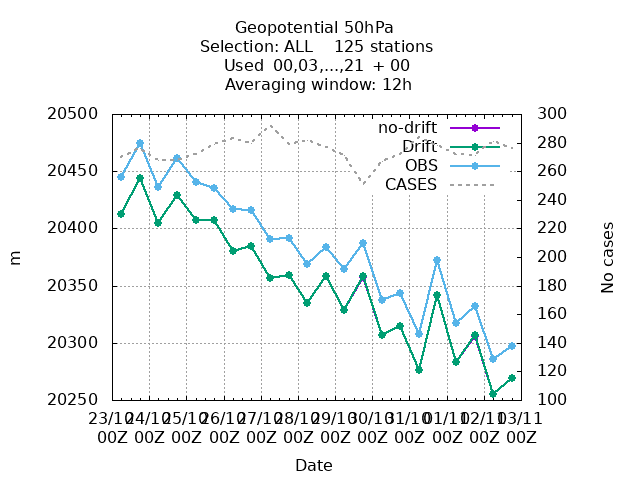 Geopotential 50hPa
Selection: ALL    125 stations
Used  00,03,...,21  + 00
Averaging window: 12h
20500
20450
20400
20350
20300
20250
300
280
260
240
220
200
180
160
140
120
100
no-drift
Drift
OBS
CASES
m
No cases
23/10 24/10 25/10 26/10 27/10 28/10 29/10 30/10 31/10 01/11 02/11 03/11
00Z 00Z 00Z 00Z 00Z 00Z 00Z 00Z 00Z 00Z 00Z 00Z
Date